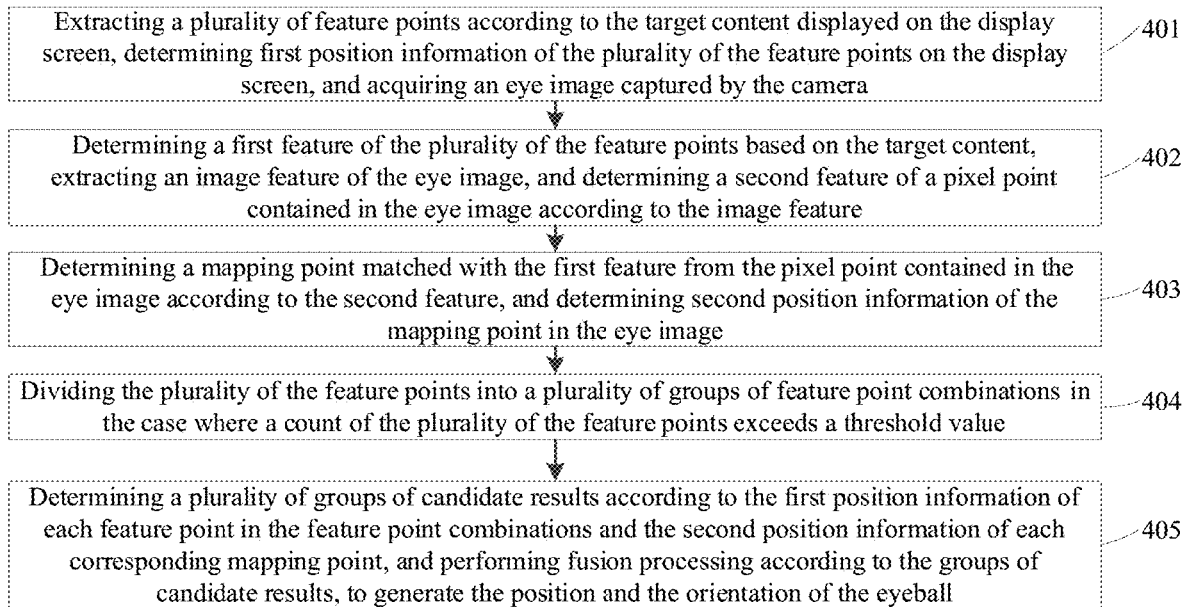 Extracting a plurality of feature points according to the target content displayed on the display
screen, determining first position information of the plurality of the feature points on the display
screen, and acquiring an eye image captured by the camera
401
Determining a first feature of the plurality of the feature points based on the target content,
extracting an image feature of the eye image, and determining a second feature of a pixel point
contained in the eye image according to the image feature
402
Determining a mapping point matched with the first feature from the pixel point contained in the
eye image according to the second feature, and determining second position information of the
mapping point in the eye image
403
Dividing the plurality of the feature points into a plurality of groups of feature point combinations in
the case where a count of the plurality of the feature points exceeds a threshold value
404
Determining a plurality of groups of candidate results according to the first position information of
each feature point in the feature point combinations and the second position information of each
corresponding mapping point, and performing fusion processing according to the groups of
candidate results, to generate the position and the orientation of the eyeball
405